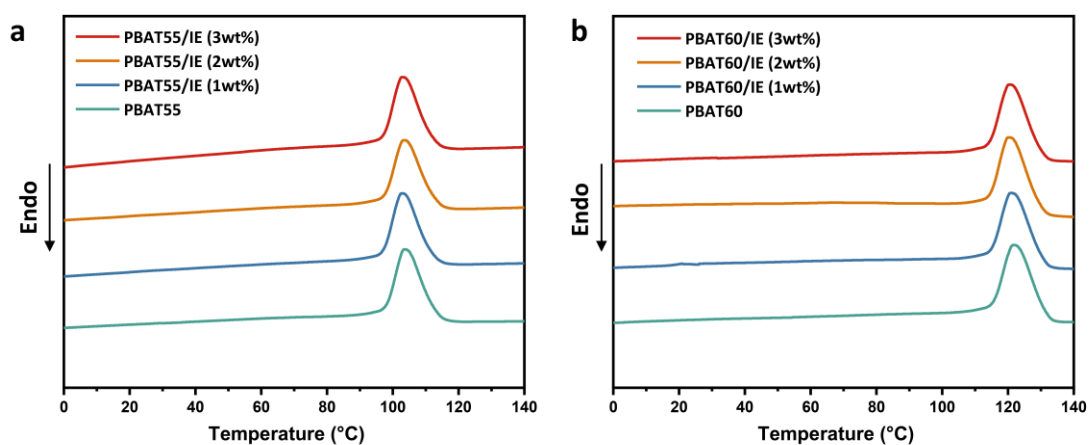 a
PBAT55/IE (3wt%)
PBAT55/IE (2wt%)
PBAT55/IE (1wt%)
PBAT55
Endo
0 20 40 60 80 100 120 140
Temperature (°C)
b
PBAT60/IE (3wt%)
PBAT60/IE (2wt%)
PBAT60/IE (1wt%)
PBAT60
Endo
0 20 40 60 80 100 120 140
Temperature (°C)